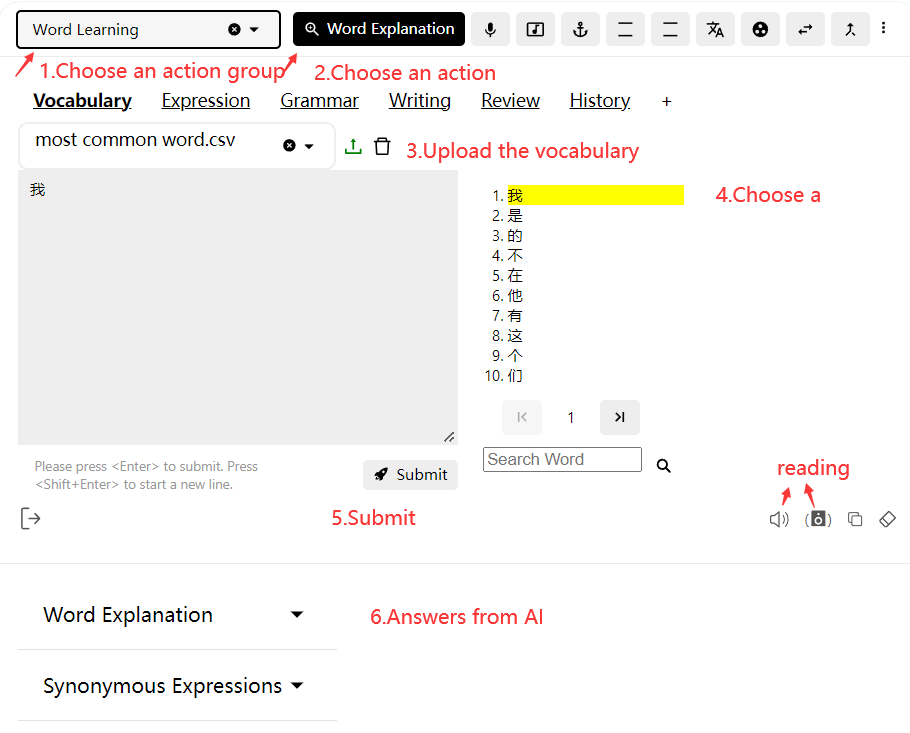 Word Learning
Word Explanation
1.Choose an action group
2.Choose an action
Vocabulary Expression Grammar Writing Review History +
most common word.csv
3.Upload the vocabulary
我
1. 我
4.Choose a
2. 是
3. 的
4. 不
5. 在
6. 他
7. 有
8. 这
9. 个
10. 们
1
Search Word
Please press <Enter> to submit. Press
<Shift+Enter> to start a new line.
Submit
reading
5.Submit
Word Explanation
6.Answers from AI
Synonymous Expressions